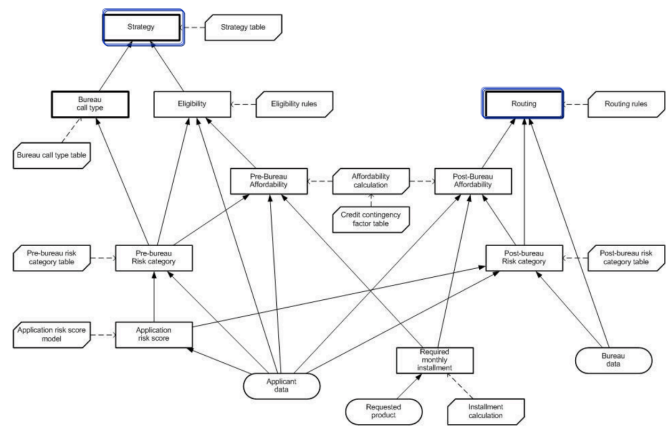 Strategy
Strategy table
Bureau
call type
Eligibility
Eligibility rules
Routing
Routing rules
Bureau call type table
Pre-Bureau
Affordability
Affordability
calculation
Post-Bureau
Affordability
Credit contingency
factor table
Pre-bureau risk
category table
Pre-bureau
Risk category
Post-bureau
Risk category
Post-bureau risk
category table
Application risk score
model
Application
risk score
Required
monthly
installment
Bureau
data
Applicant
data
Requested
product
Installment
calculation